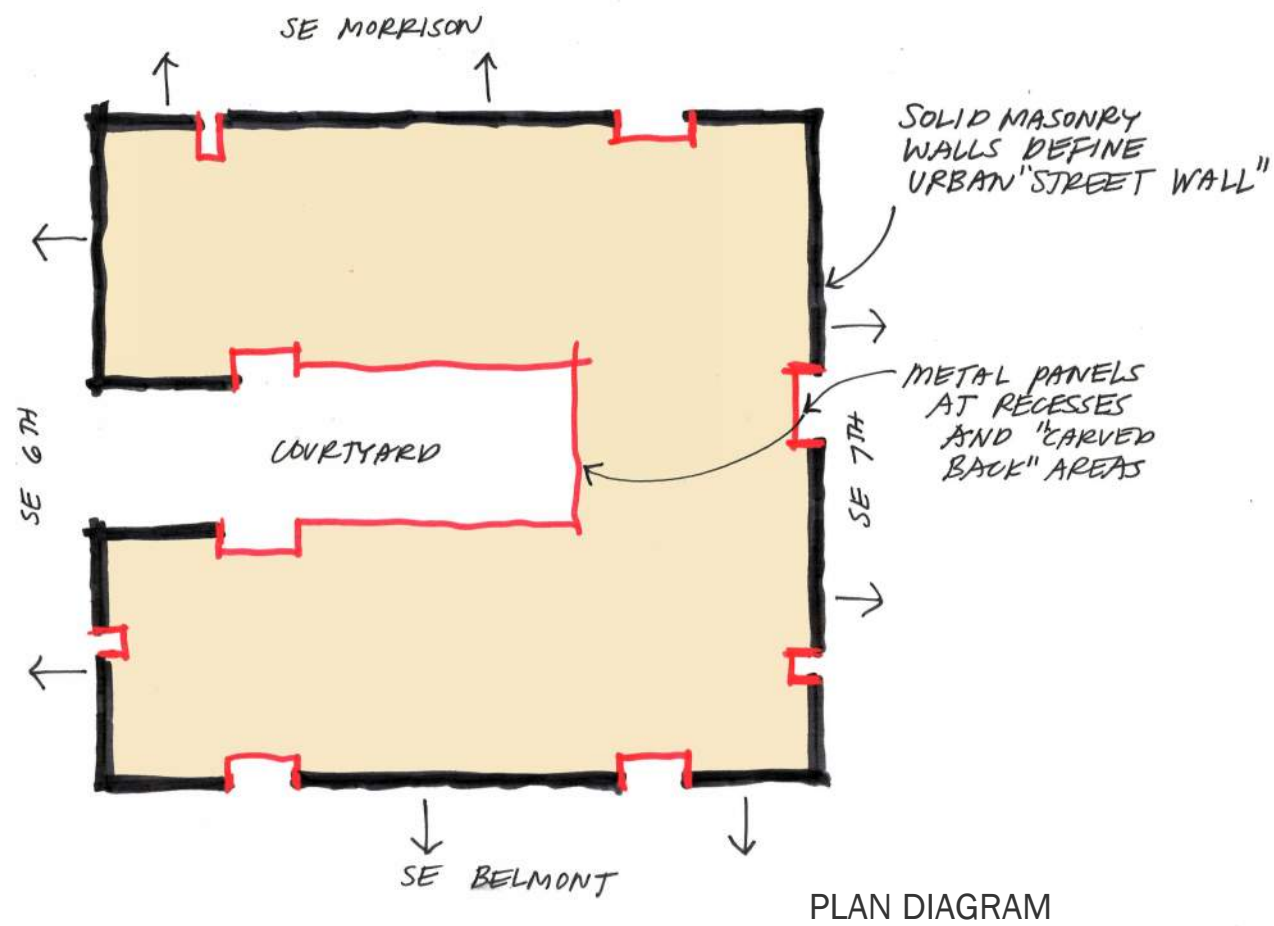 SE MORRISON
SOLID MASONRY
WALLS DEFINE
URBAN "STREET WALL"
METAL PANELS
AT RECESSES
AND "CARVED
BACK" AREAS
SE 6TH
COURTYARD
SE 7TH
SE BELMONT
PLAN DIAGRAM